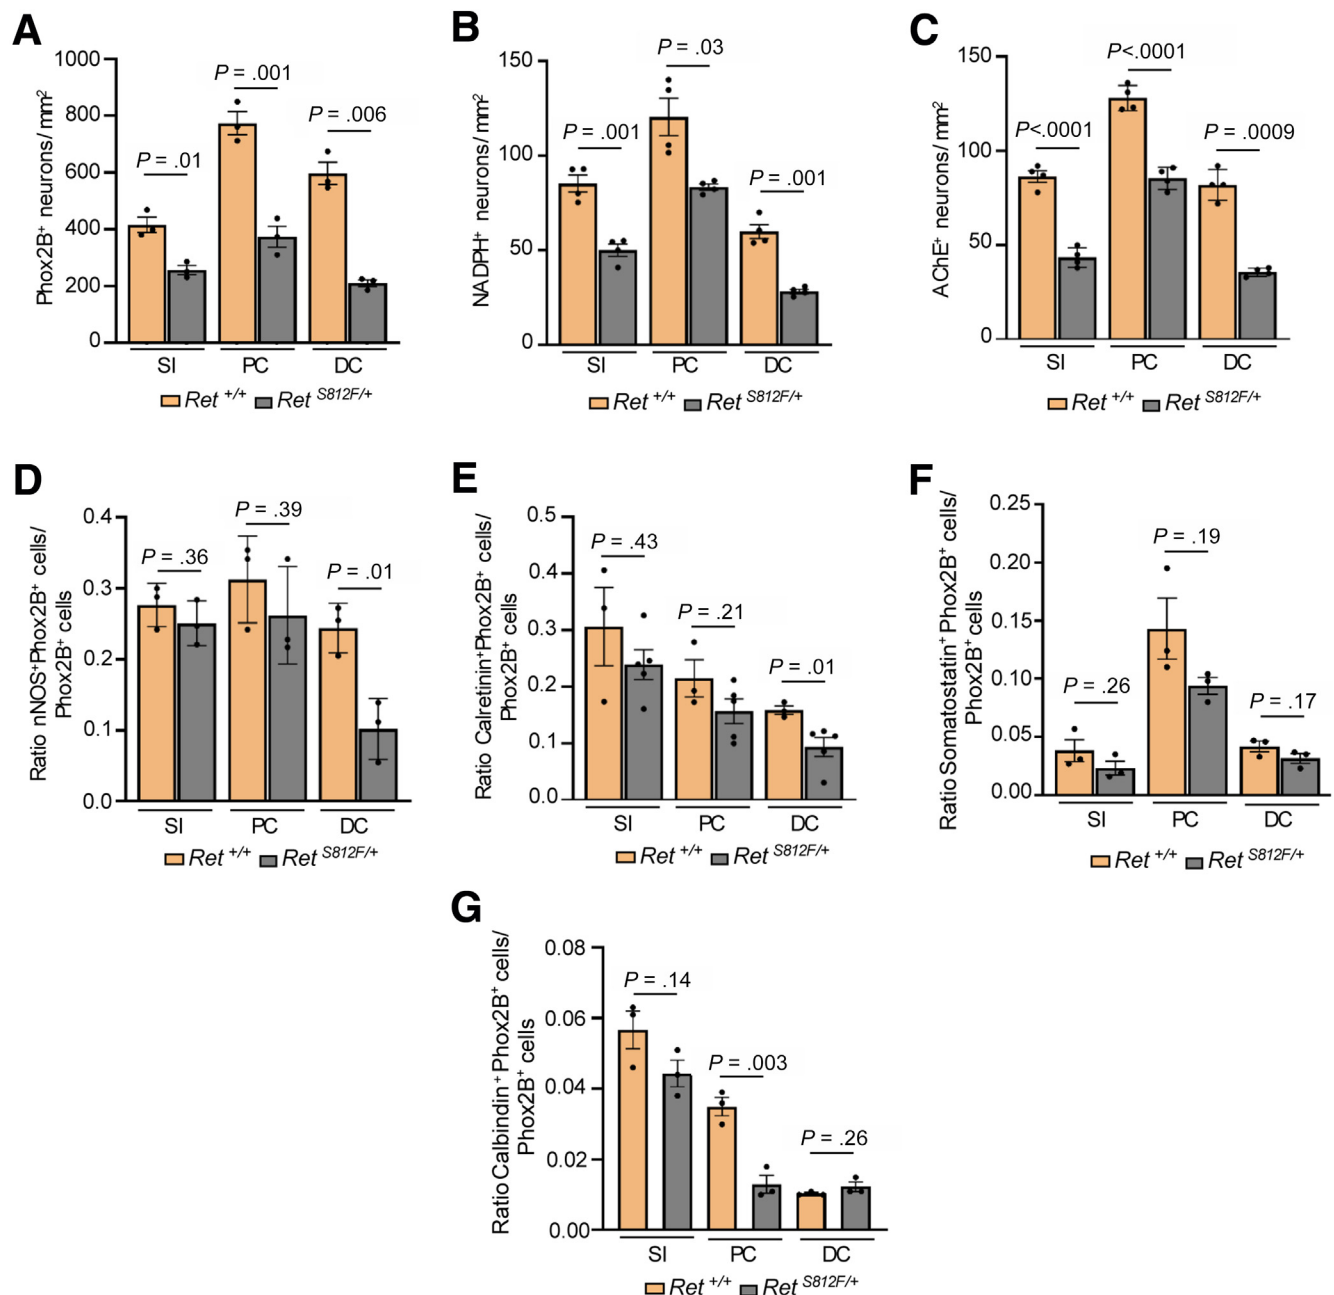 A
Phox2B⁺ neurons/mm²
1000
800
600
400
200
0
P = .01
P = .001
P = .006
SI
PC
DC
Ret +/+ Ret S812F/+
B
NADPH⁺ neurons/mm²
150
100
50
0
P = .001
P = .03
P = .001
SI
PC
DC
Ret +/+ Ret S812F/+
C
AChE⁺ neurons/mm²
150
100
50
0
P<.0001
P<.0001
P = .0009
SI
PC
DC
Ret +/+ Ret S812F/+
D
Ratio nNOS⁺Phox2B⁺ cells/
Phox2B⁺ cells
0.4
0.3
0.2
0.1
0.0
P = .36
P = .39
P = .01
SI
PC
DC
Ret +/+ Ret S812F/+
E
Ratio Calretinin⁺Phox2B⁺ cells/
Phox2B⁺ cells
0.5
0.4
0.3
0.2
0.1
0.0
P = .43
P = .21
P = .01
SI
PC
DC
Ret +/+ Ret S812F/+
F
Ratio Somatostatin⁺ Phox2B⁺ cells/
Phox2B⁺ cells
0.25
0.20
0.15
0.10
0.05
0.00
P = .26
P = .19
P = .17
SI
PC
DC
Ret +/+ Ret S812F/+
G
Ratio Calbindin⁺ Phox2B⁺ cells/
Phox2B⁺ cells
0.08
0.06
0.04
0.02
0.00
P = .14
P = .003
P = .26
SI
PC
DC
Ret +/+ Ret S812F/+